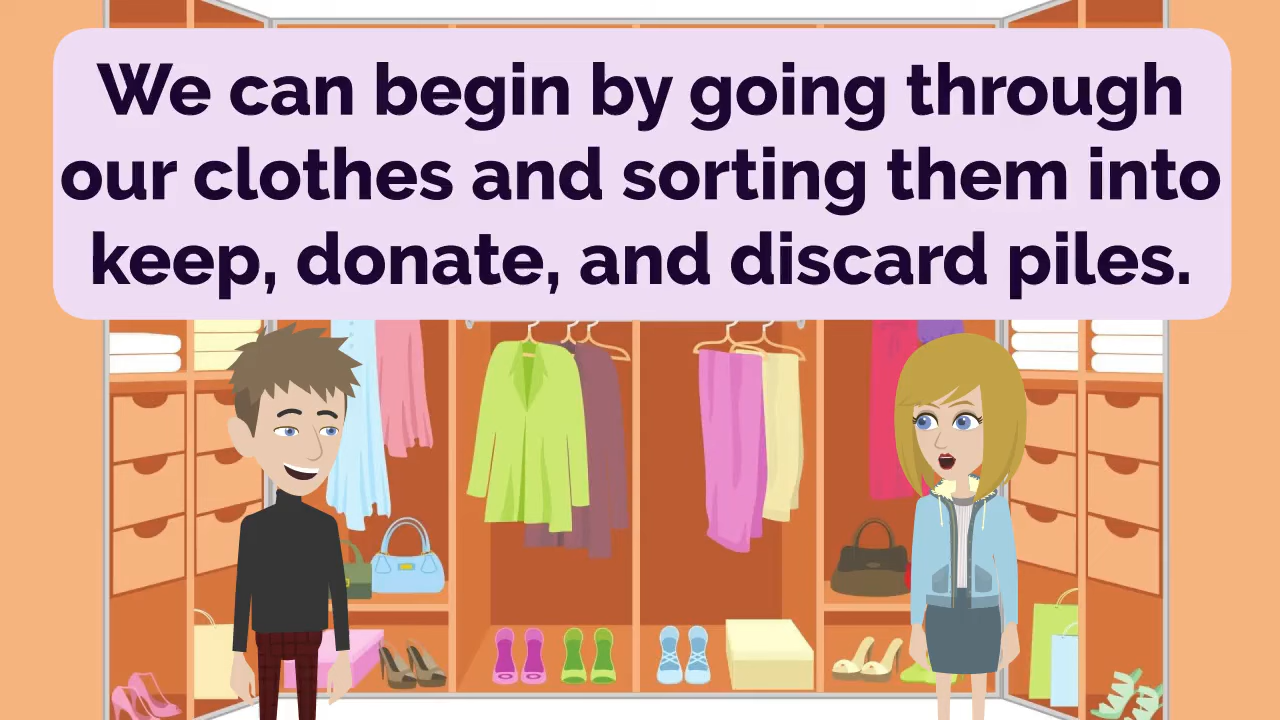 We can begin by going through
our clothes and sorting them into
keep, donate, and discard piles.